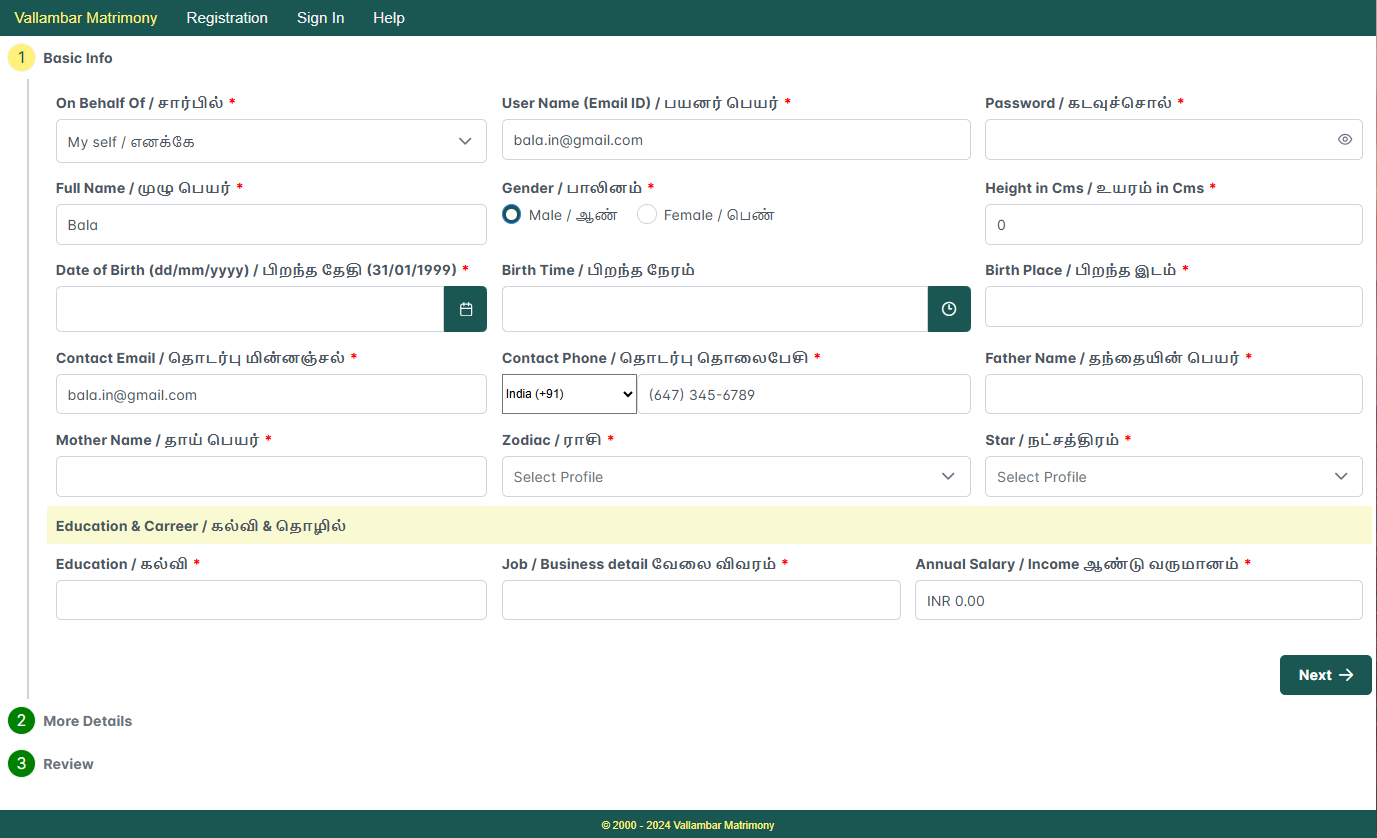 Vallambar Matrimony Registration Sign In Help
1 Basic Info
On Behalf Of / சார்பில் * User Name (Email ID) / பயனர் பெயர் * Password / கடவுச்சொல் *
My self / எனக்கே bala.in@gmail.com
Full Name / முழு பெயர் * Gender / பாலினம் * Height in Cms / உயரம் in Cms *
Bala Male / ஆண் Female / பெண் 0
Date of Birth (dd/mm/yyyy) / பிறந்த தேதி (31/01/1999) * Birth Time / பிறந்த நேரம் Birth Place / பிறந்த இடம் *
Contact Email / தொடர்பு மின்னஞ்சல் * Contact Phone / தொடர்பு தொலைபேசி * Father Name / தந்தையின் பெயர் *
bala.in@gmail.com India (+91) (647) 345-6789
Mother Name / தாய் பெயர் * Zodiac / ராசி * Star / நட்சத்திரம் *
Select Profile Select Profile
Education & Carreer / கல்வி & தொழில்
Education / கல்வி * Job / Business detail வேலை விவரம் * Annual Salary / Income ஆண்டு வருமானம் *
INR 0.00
Next
2 More Details
3 Review
© 2000 - 2024 Vallambar Matrimony